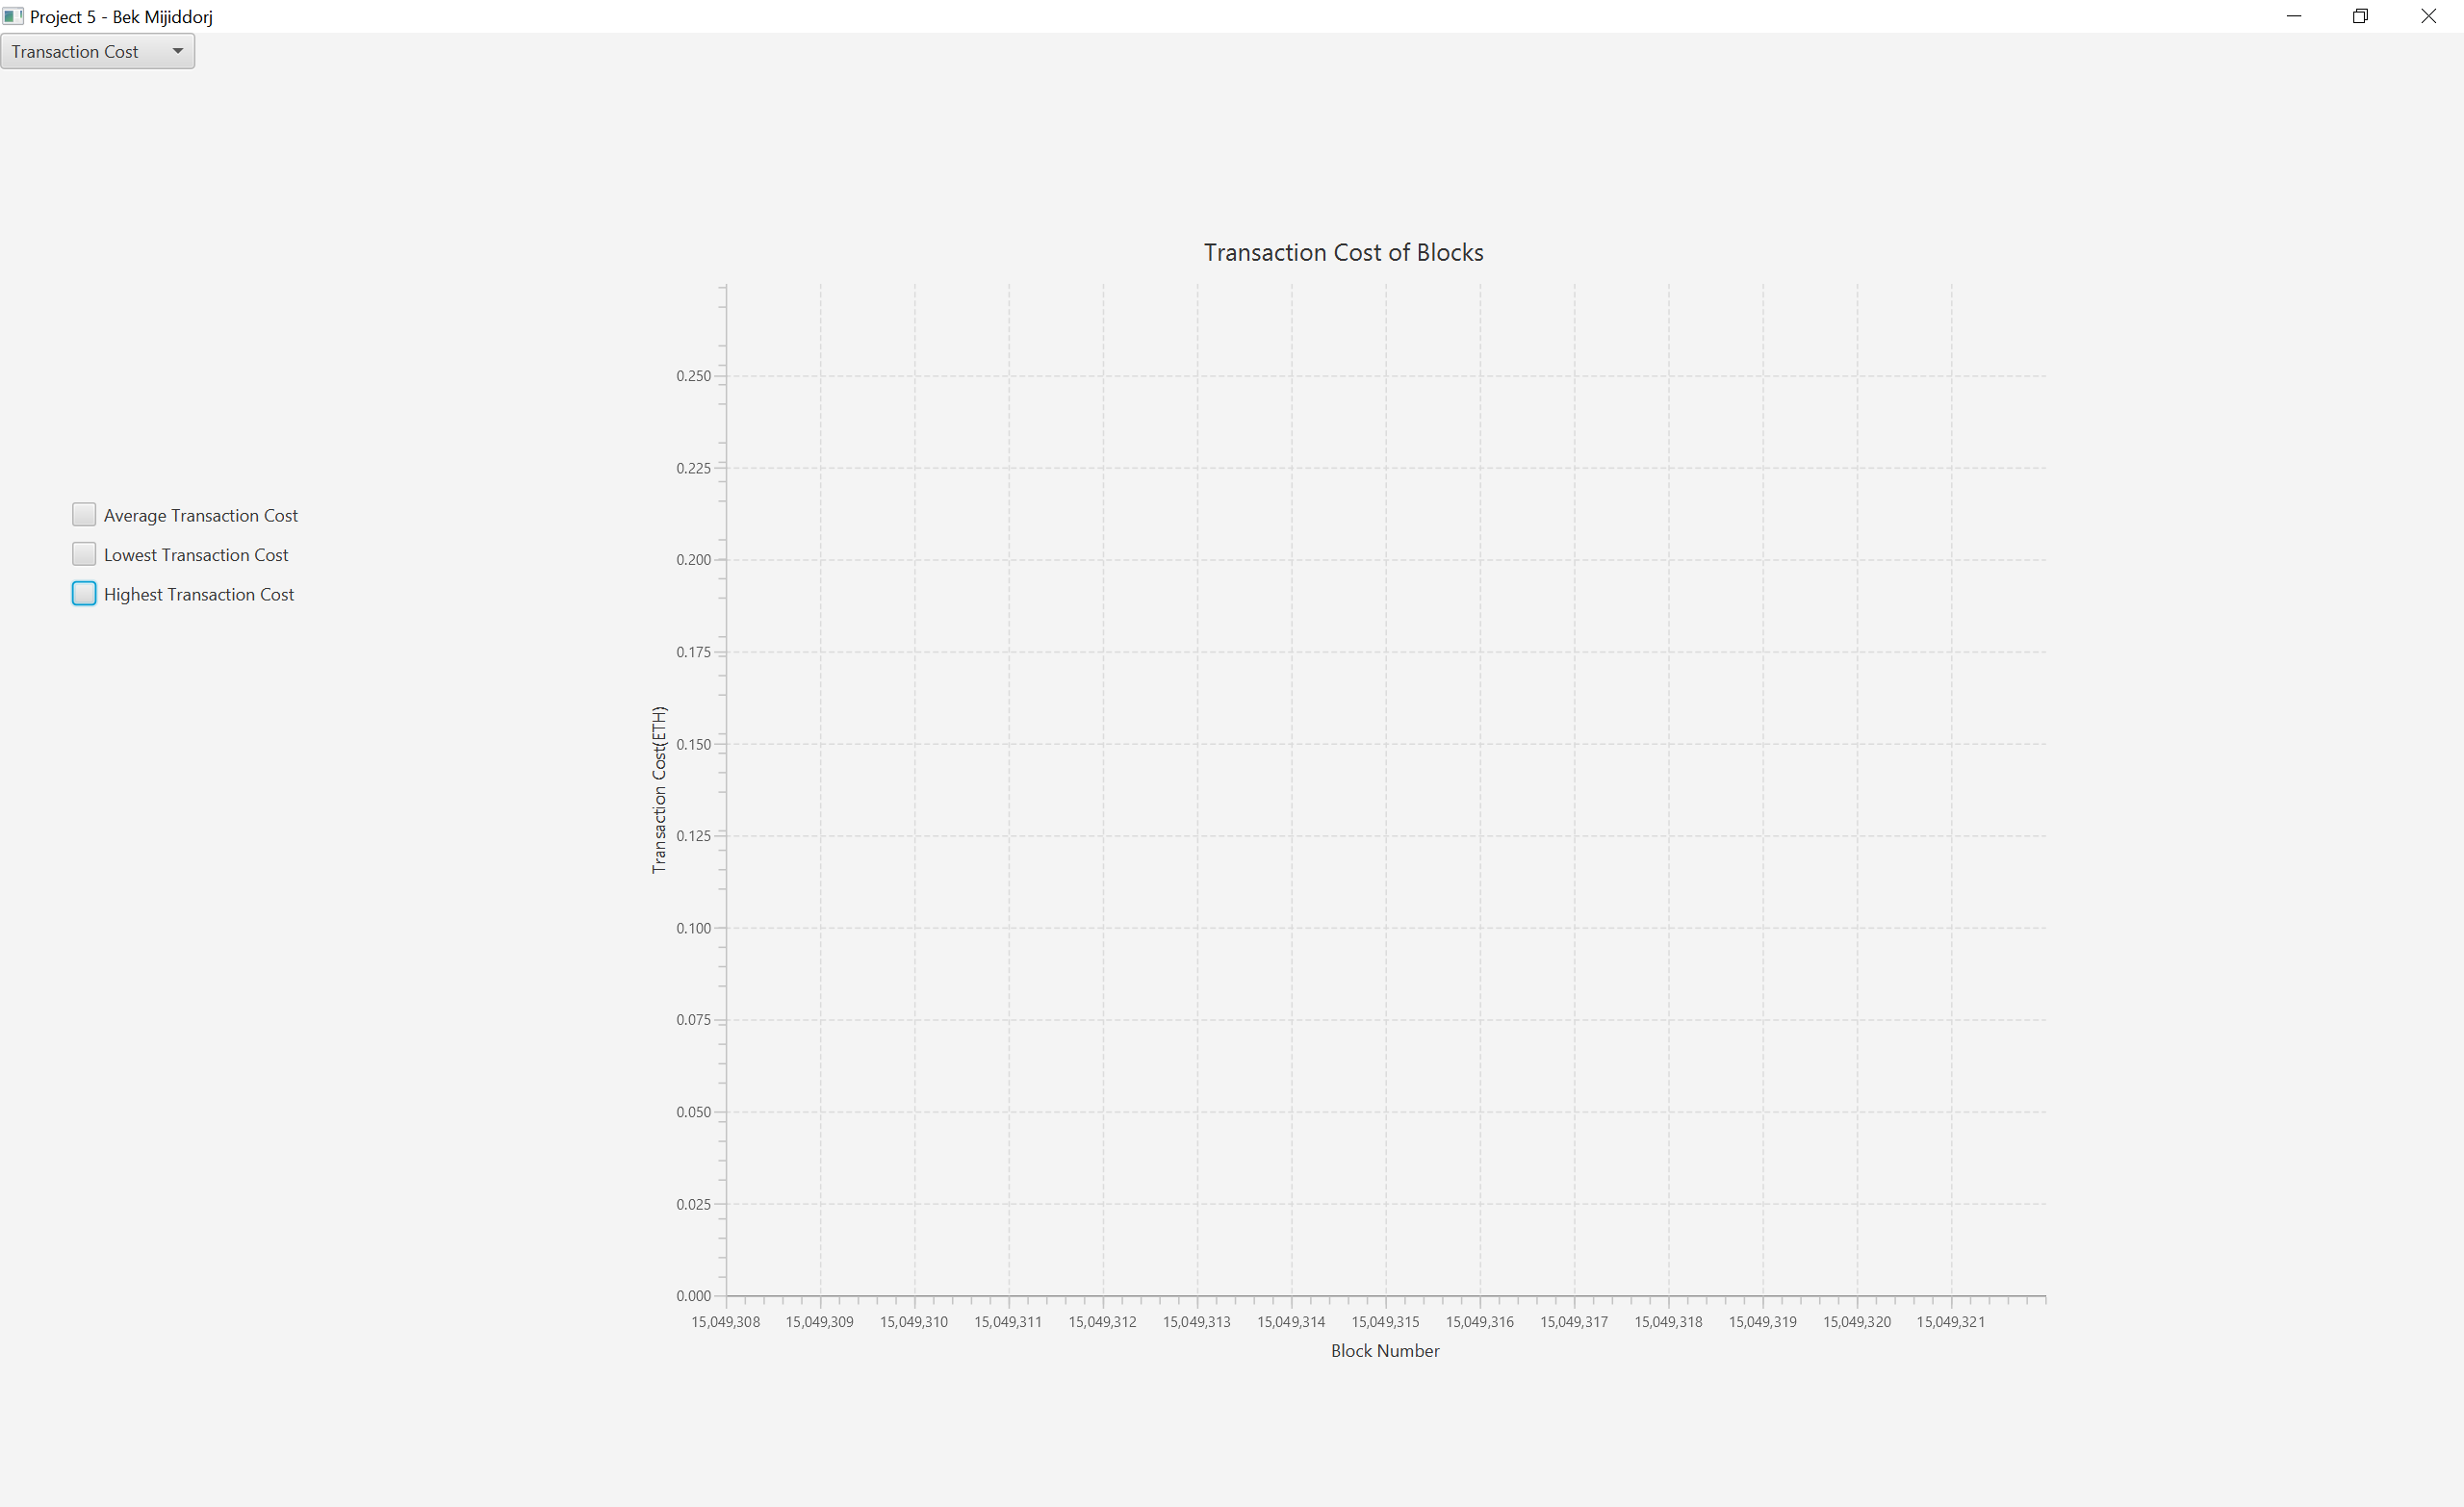 Project 5 - Bek Mijiddorj
Transaction Cost
Transaction Cost of Blocks
Average Transaction Cost
Lowest Transaction Cost
Highest Transaction Cost
Transaction Cost(ETH)
0.250
0.225
0.200
0.175
0.150
0.125
0.100
0.075
0.050
0.025
0.000
15,049,308 15,049,309 15,049,310 15,049,311 15,049,312 15,049,313 15,049,314 15,049,315 15,049,316 15,049,317 15,049,318 15,049,319 15,049,320 15,049,321
Block Number